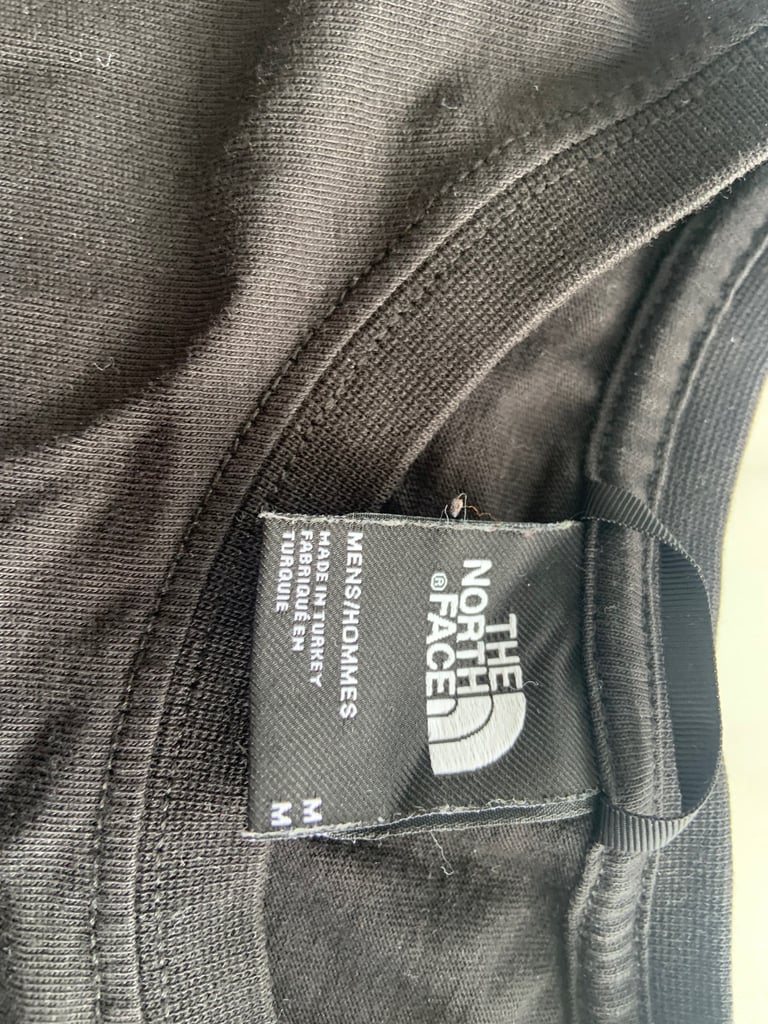 THE
NORTH
FACE
®
MENS/HOMMES M
MADE IN TURKEY M
FABRIQUÉ EN
TURQUIE